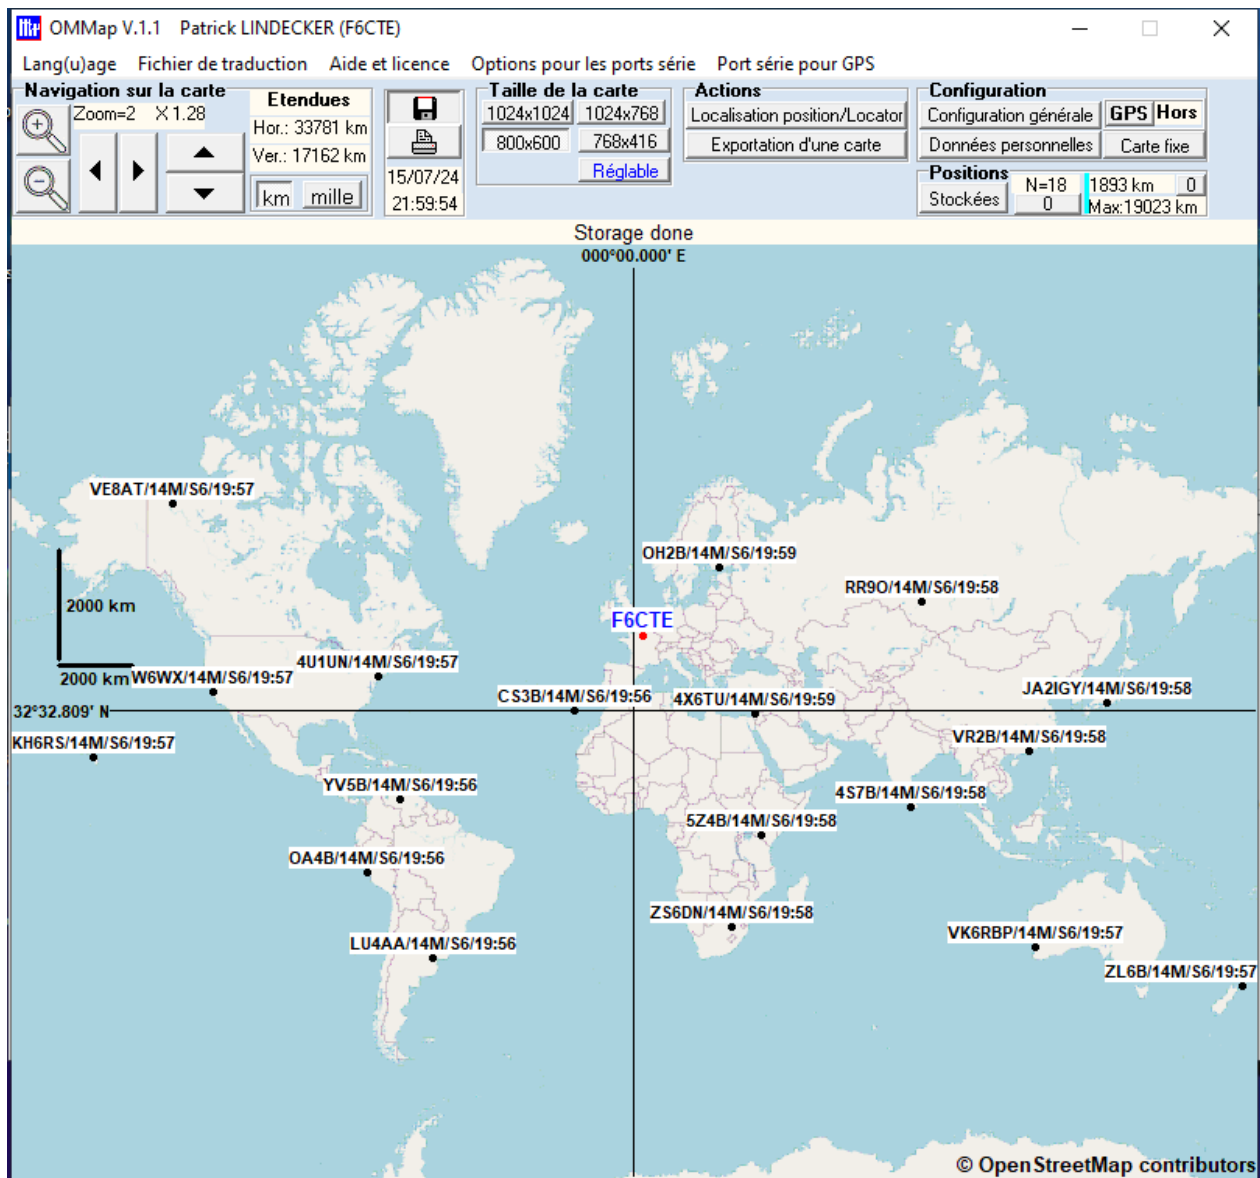 OMMap V.1.1 Patrick LINDECKER (F6CTE)
Lang(u)age Fichier de traduction Aide et licence Options pour les ports série Port série pour GPS
Navigation sur la carte
Zoom=2 X 1.28
Etendues
Hor.: 33781 km
Ver.: 17162 km
km mille
15/07/24
21:59:54
Taille de la carte
1024x1024 1024x768
800x600 768x416
Réglable
Actions
Localisation position/Locator
Exportation d'une carte
Configuration
Configuration générale GPS Hors
Données personnelles Carte fixe
Positions
Stockées
N=18
0
1893 km 0
Max:19023 km
Storage done
000°00.000' E
VE8AT/14M/S6/19:57
OH2B/14M/S6/19:59
RR9O/14M/S6/19:58
2000 km
F6CTE
2000 km
W6WX/14M/S6/19:57
4U1UN/14M/S6/19:57
CS3B/14M/S6/19:56
4X6TU/14M/S6/19:59
JA2IGY/14M/S6/19:58
32°32.809' N
KH6RS/14M/S6/19:57
VR2B/14M/S6/19:58
YV5B/14M/S6/19:56
4S7B/14M/S6/19:58
5Z4B/14M/S6/19:58
OA4B/14M/S6/19:56
ZS6DN/14M/S6/19:58
VK6RBP/14M/S6/19:57
LU4AA/14M/S6/19:56
ZL6B/14M/S6/19:57
© OpenStreetMap contributors